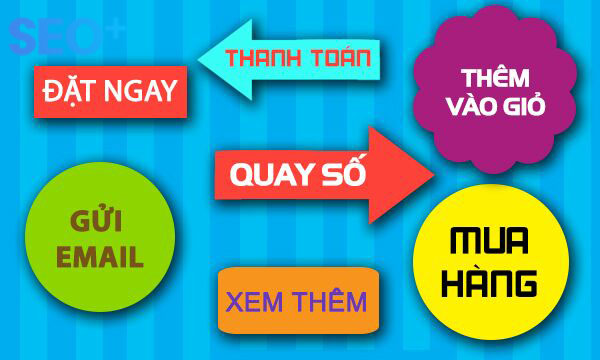 SEO+
THANH TOÁN
ĐẶT NGAY
THÊM
VÀO GIỎ
QUAY SỐ
GỬI
EMAIL
MUA
HÀNG
XEM THÊM